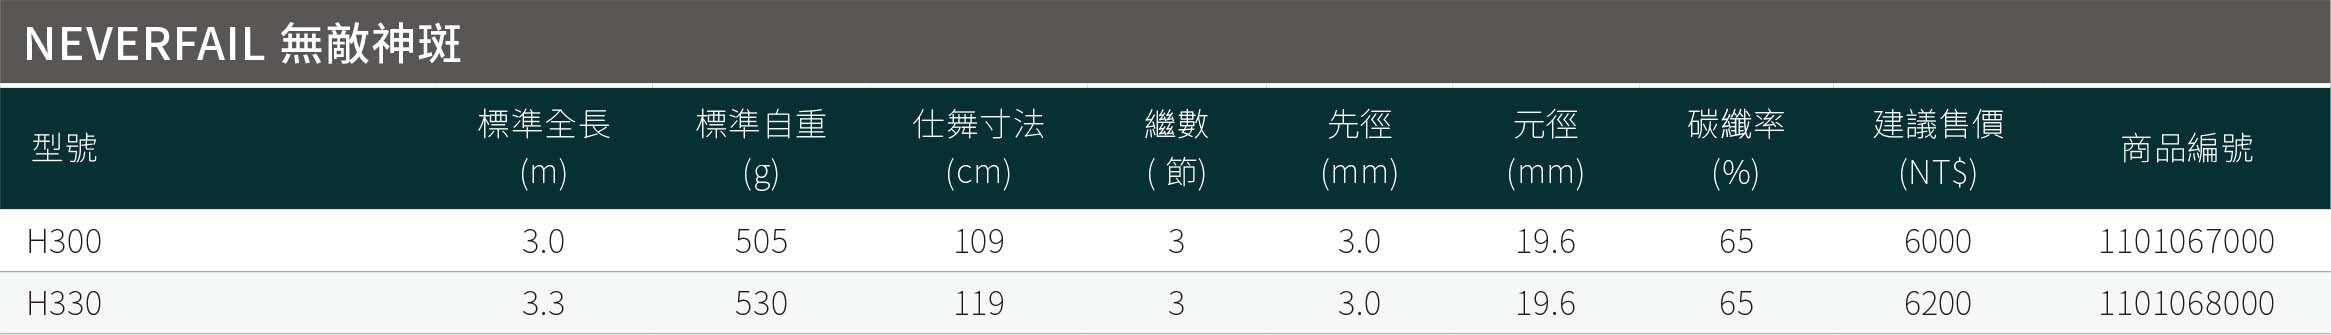 NEVERFAIL 無敵神斑
型號 標準全長 (m) 標準自重 (g) 仕舞寸法 (cm) 繼數 ( 節) 先徑 (mm) 元徑 (mm) 碳纖率 (%) 建議售價 (NT$) 商品編號
H300 3.0 505 109 3 3.0 19.6 65 6000 1101067000
H330 3.3 530 119 3 3.0 19.6 65 6200 1101068000